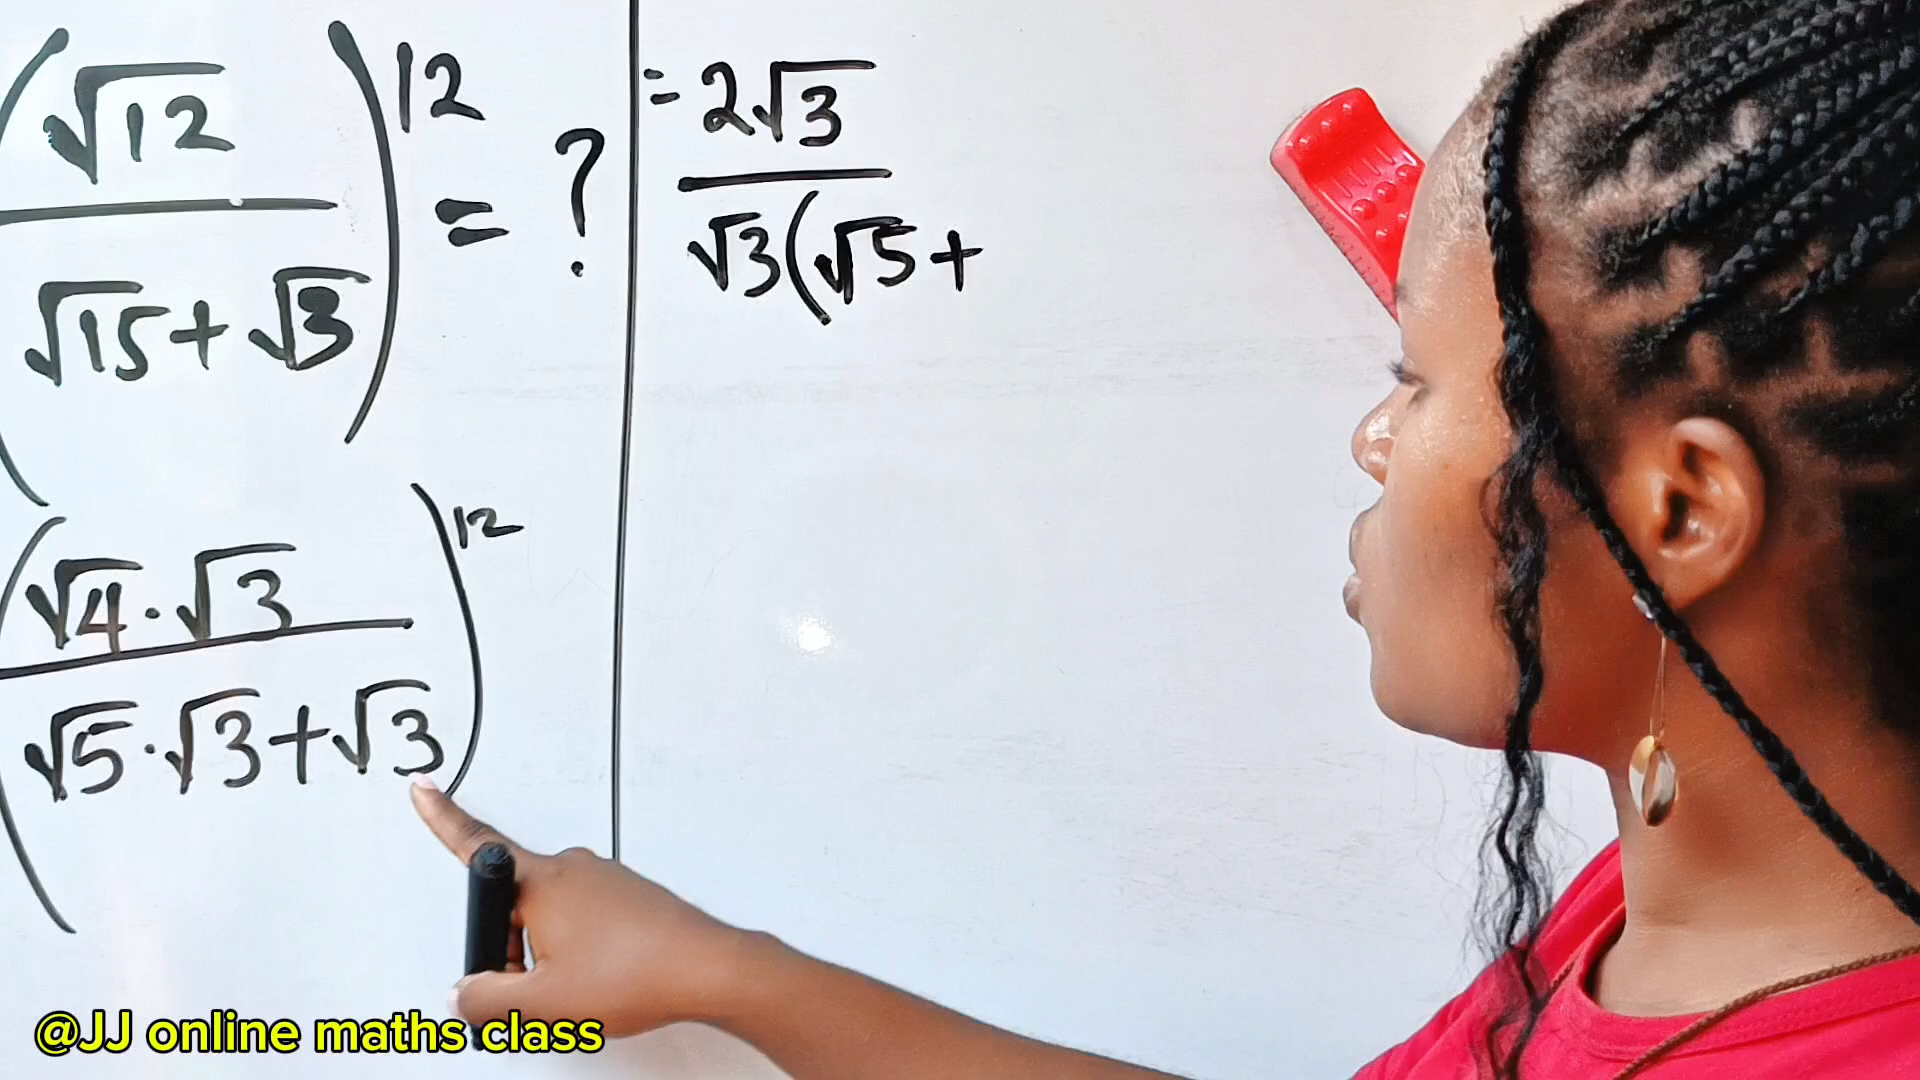 (√12 / √15 + √3)^12 = ?
(√4 · √3 / √5 · √3 + √3)^12
= 2√3 / √3(√5 +
@JJ online maths class